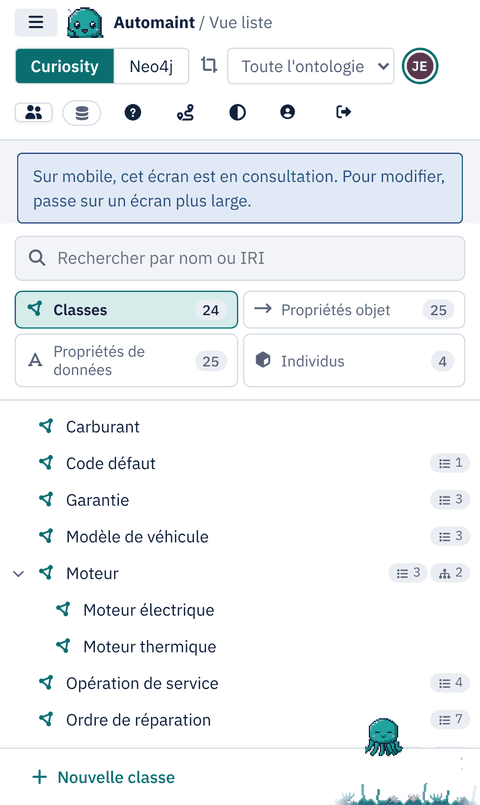 Automaint / Vue liste
Curiosity Neo4j Toute l'ontologie JE
Sur mobile, cet écran est en consultation. Pour modifier,
passe sur un écran plus large.
Rechercher par nom ou IRI
Classes 24
Propriétés objet 25
Propriétés de
données 25
Individus 4
Carburant
Code défaut 1
Garantie 3
Modèle de véhicule 3
Moteur 3 2
Moteur électrique
Moteur thermique
Opération de service 4
Ordre de réparation 7
+ Nouvelle classe